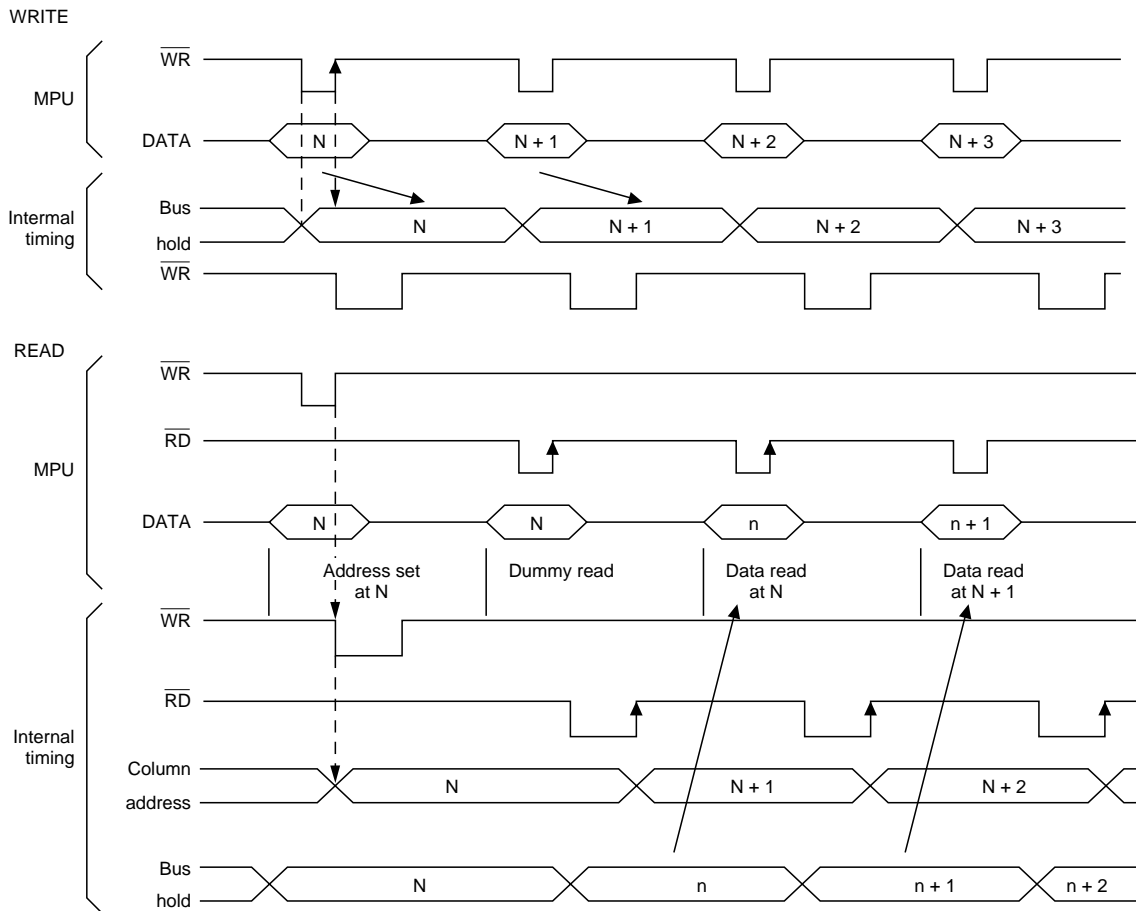 WRITE
MPU
WR
DATA
N
N + 1
N + 2
N + 3
Internal
timing
Bus
hold
N
N + 1
N + 2
N + 3
WR
READ
MPU
WR
RD
DATA
N
N
n
n + 1
Address set
at N
Dummy read
Data read
at N
Data read
at N + 1
Internal
timing
WR
RD
Column
address
N
N + 1
N + 2
Bus
hold
N
n
n + 1
n + 2